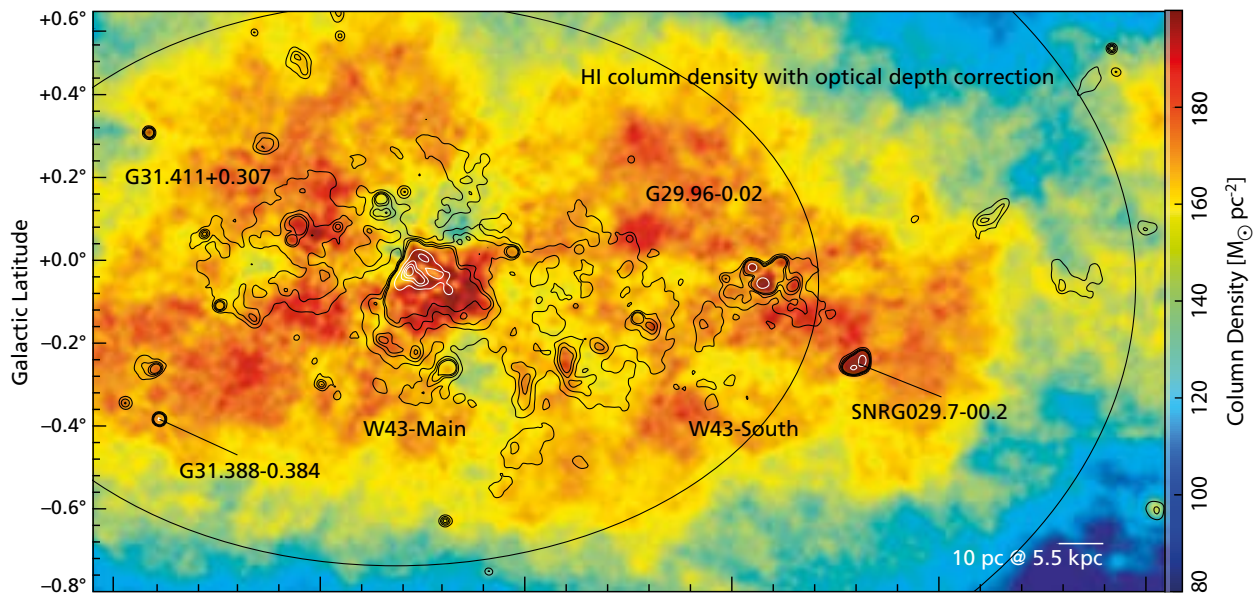 +0.6°
+0.4°
+0.2°
+0.0°
−0.2°
−0.4°
−0.6°
−0.8°
Galactic Latitude
HI column density with optical depth correction
G31.411+0.307
G29.96-0.02
SNRG029.7-00.2
W43-Main
W43-South
G31.388-0.384
10 pc @ 5.5 kpc
180
160
140
120
100
80
Column Density [M⊙ pc⁻²]